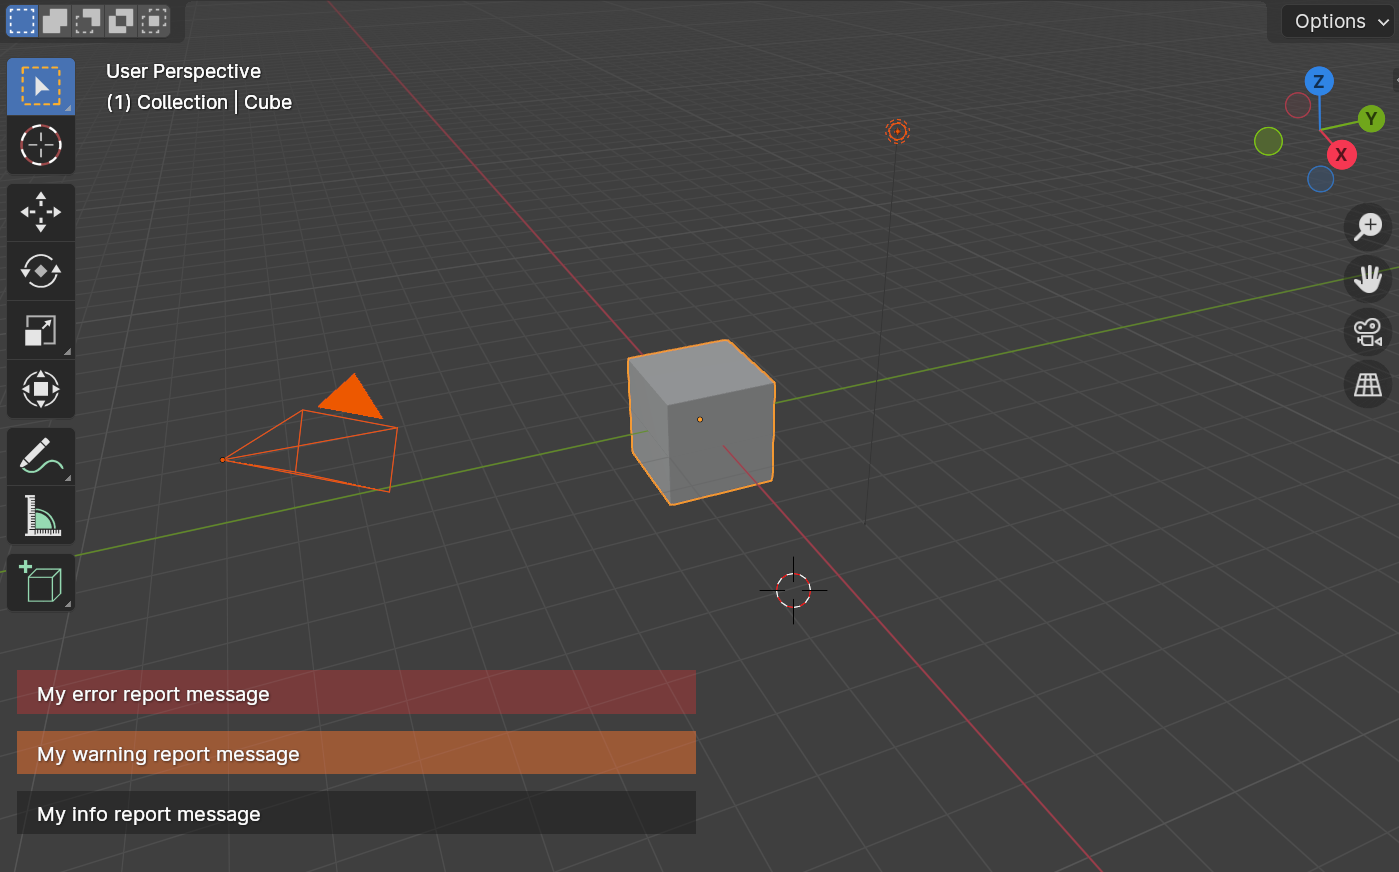 Options
User Perspective
(1) Collection | Cube
Z
Y
X
My error report message
My warning report message
My info report message